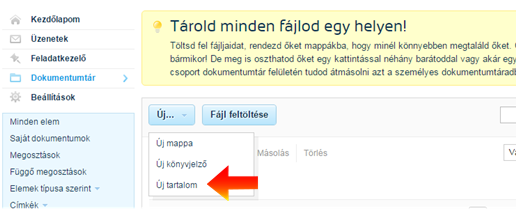 Kezdőlapom
Üzenetek
Feladatkezelő
Dokumentumtár
Beállítások
Minden elem
Saját dokumentumok
Megosztások
Függő megosztások
Elemek típusa szerint
Címkék
Tárold minden fájlod egy helyen!
Töltsd fel fájljaidat, rendezd őket mappákba, hogy minél könnyebben megtaláld őket.
bármikor! De meg is oszthatod őket egy kattintással néhány barátoddal vagy akár egy
csoport dokumentumtár felületén tudod átmásolni azt a személyes dokumentumtáradb
Új...
Fájl feltöltése
Új mappa
Új könyvjelző
Új tartalom
Másolás
Törlés